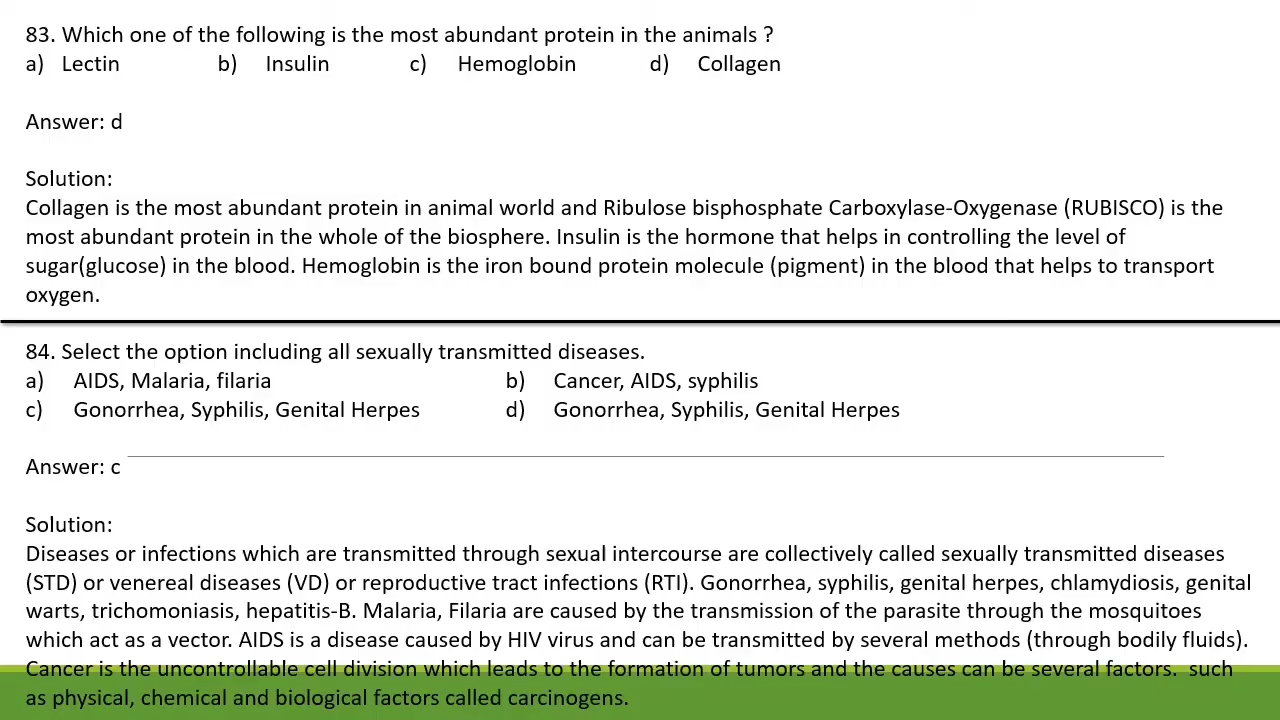 83. Which one of the following is the most abundant protein in the animals ?
a) Lectin b) Insulin c) Hemoglobin d) Collagen
Answer: d
Solution:
Collagen is the most abundant protein in animal world and Ribulose bisphosphate Carboxylase-Oxygenase (RUBISCO) is the
most abundant protein in the whole of the biosphere. Insulin is the hormone that helps in controlling the level of
sugar(glucose) in the blood. Hemoglobin is the iron bound protein molecule (pigment) in the blood that helps to transport
oxygen.
84. Select the option including all sexually transmitted diseases.
a) AIDS, Malaria, filaria b) Cancer, AIDS, syphilis
c) Gonorrhea, Syphilis, Genital Herpes d) Gonorrhea, Syphilis, Genital Herpes
Answer: c
Solution:
Diseases or infections which are transmitted through sexual intercourse are collectively called sexually transmitted diseases
(STD) or venereal diseases (VD) or reproductive tract infections (RTI). Gonorrhea, syphilis, genital herpes, chlamydiosis, genital
warts, trichomoniasis, hepatitis-B. Malaria, Filaria are caused by the transmission of the parasite through the mosquitoes
which act as a vector. AIDS is a disease caused by HIV virus and can be transmitted by several methods (through bodily fluids).
Cancer is the uncontrollable cell division which leads to the formation of tumors and the causes can be several factors. such
as physical, chemical and biological factors called carcinogens.